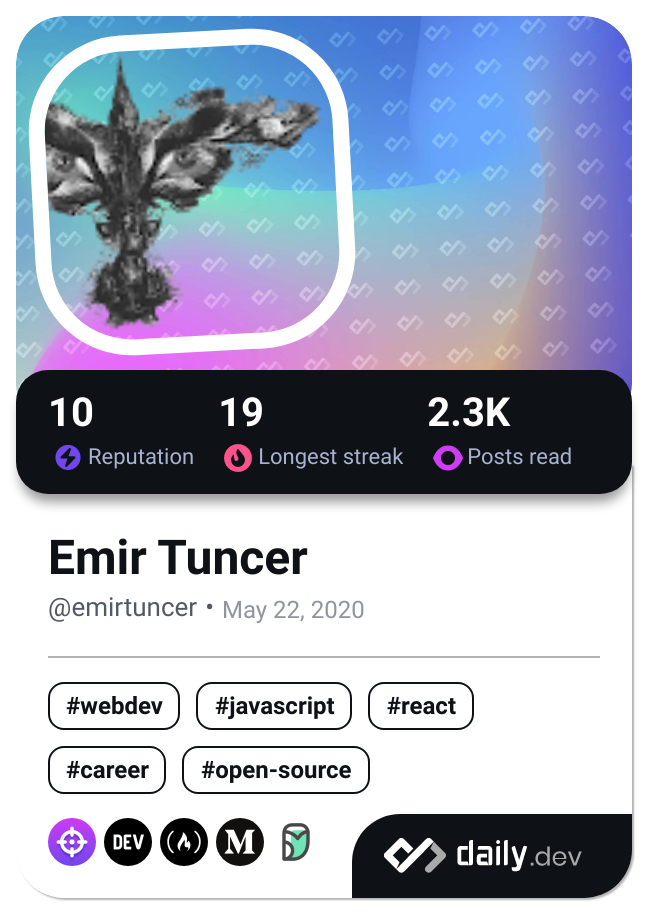 10 19 2.3K
Reputation Longest streak Posts read
Emir Tuncer
@emirtuncer • May 22, 2020
#webdev #javascript #react
#career #open-source
DEV M
daily.dev